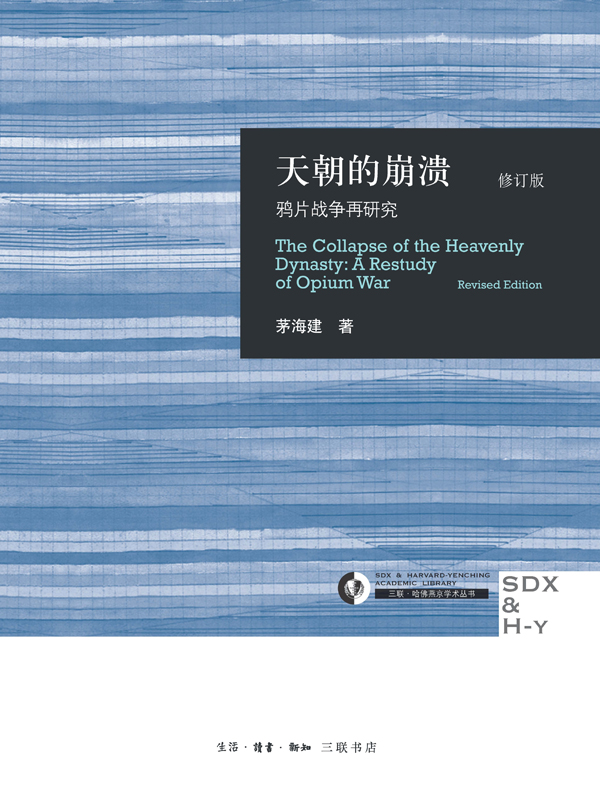 天朝的崩溃 修订版
鸦片战争再研究
The Collapse of the Heavenly
Dynasty: A Restudy
of Opium War Revised Edition
茅海建 著
SDX & HARVARD-YENCHING
ACADEMIC LIBRARY
三联·哈佛燕京学术丛书
SDX
&
H-Y
生活·讀書·新知 三联书店